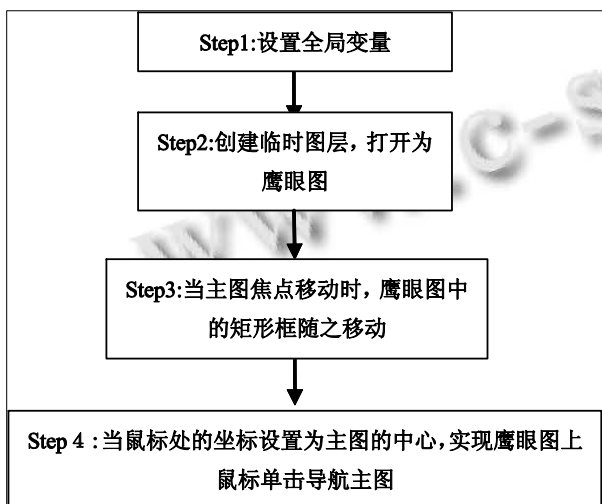 Step1:设置全局变量
Step2:创建临时图层，打开为
鹰眼图
Step3:当主图焦点移动时，鹰眼图中
的矩形框随之移动
Step 4 :当鼠标处的坐标设置为主图的中心，实现鹰眼图上
鼠标单击导航主图